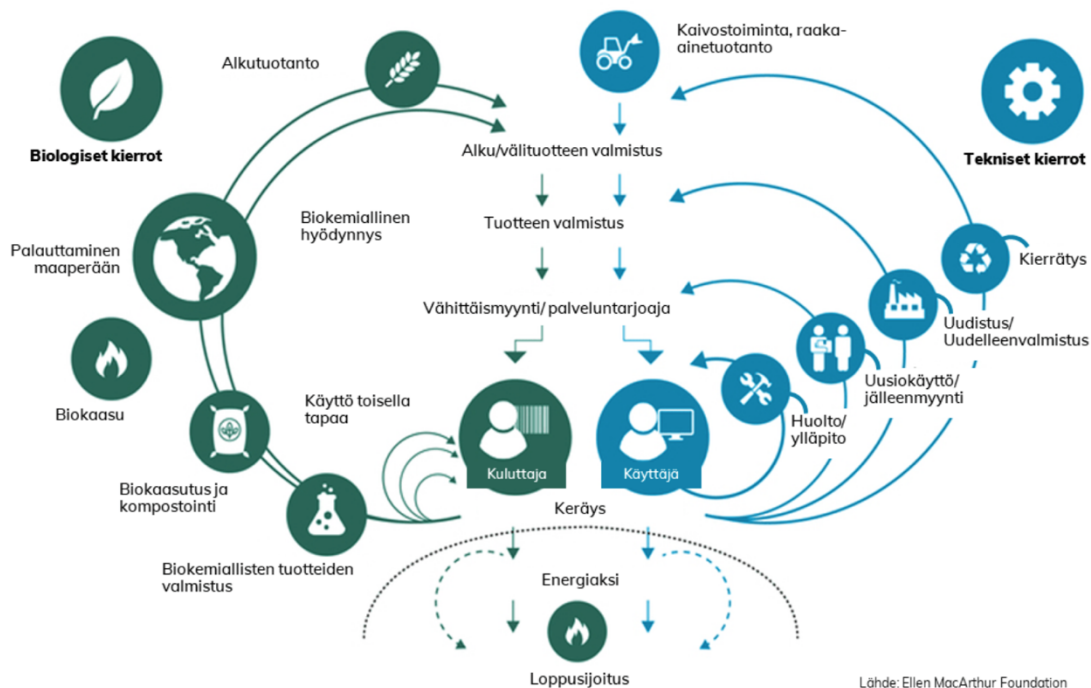 Kaivostoiminta, raaka-
ainetuotanto
Alkutuotanto
Biologiset kierrot
Tekniset kierrot
Alku/välituotteen valmistus
Biokemiallinen
hyödynnys
Tuotteen valmistus
Palauttaminen
maaperään
Kierrätys
Vähittäismyynti/ palveluntarjoaja
Uudistus/
Uudelleenvalmistus
Biokaasu
Käyttö toisella
tapaa
Uusiokäyttö/
jälleenmyynti
Huolto/
ylläpito
Kuluttaja
Käyttäjä
Biokaasutus ja
kompostointi
Keräys
Biokemiallisten tuotteiden
valmistus
Energiaksi
Loppusijoitus
Lähde: Ellen MacArthur Foundation